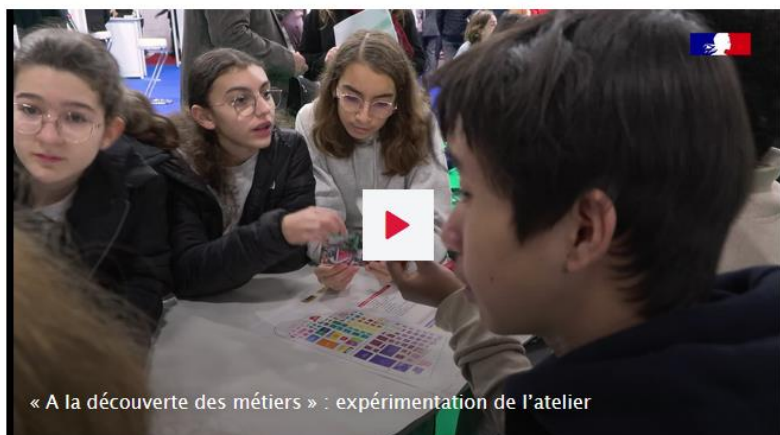 « A la découverte des métiers » : expérimentation de l’atelier